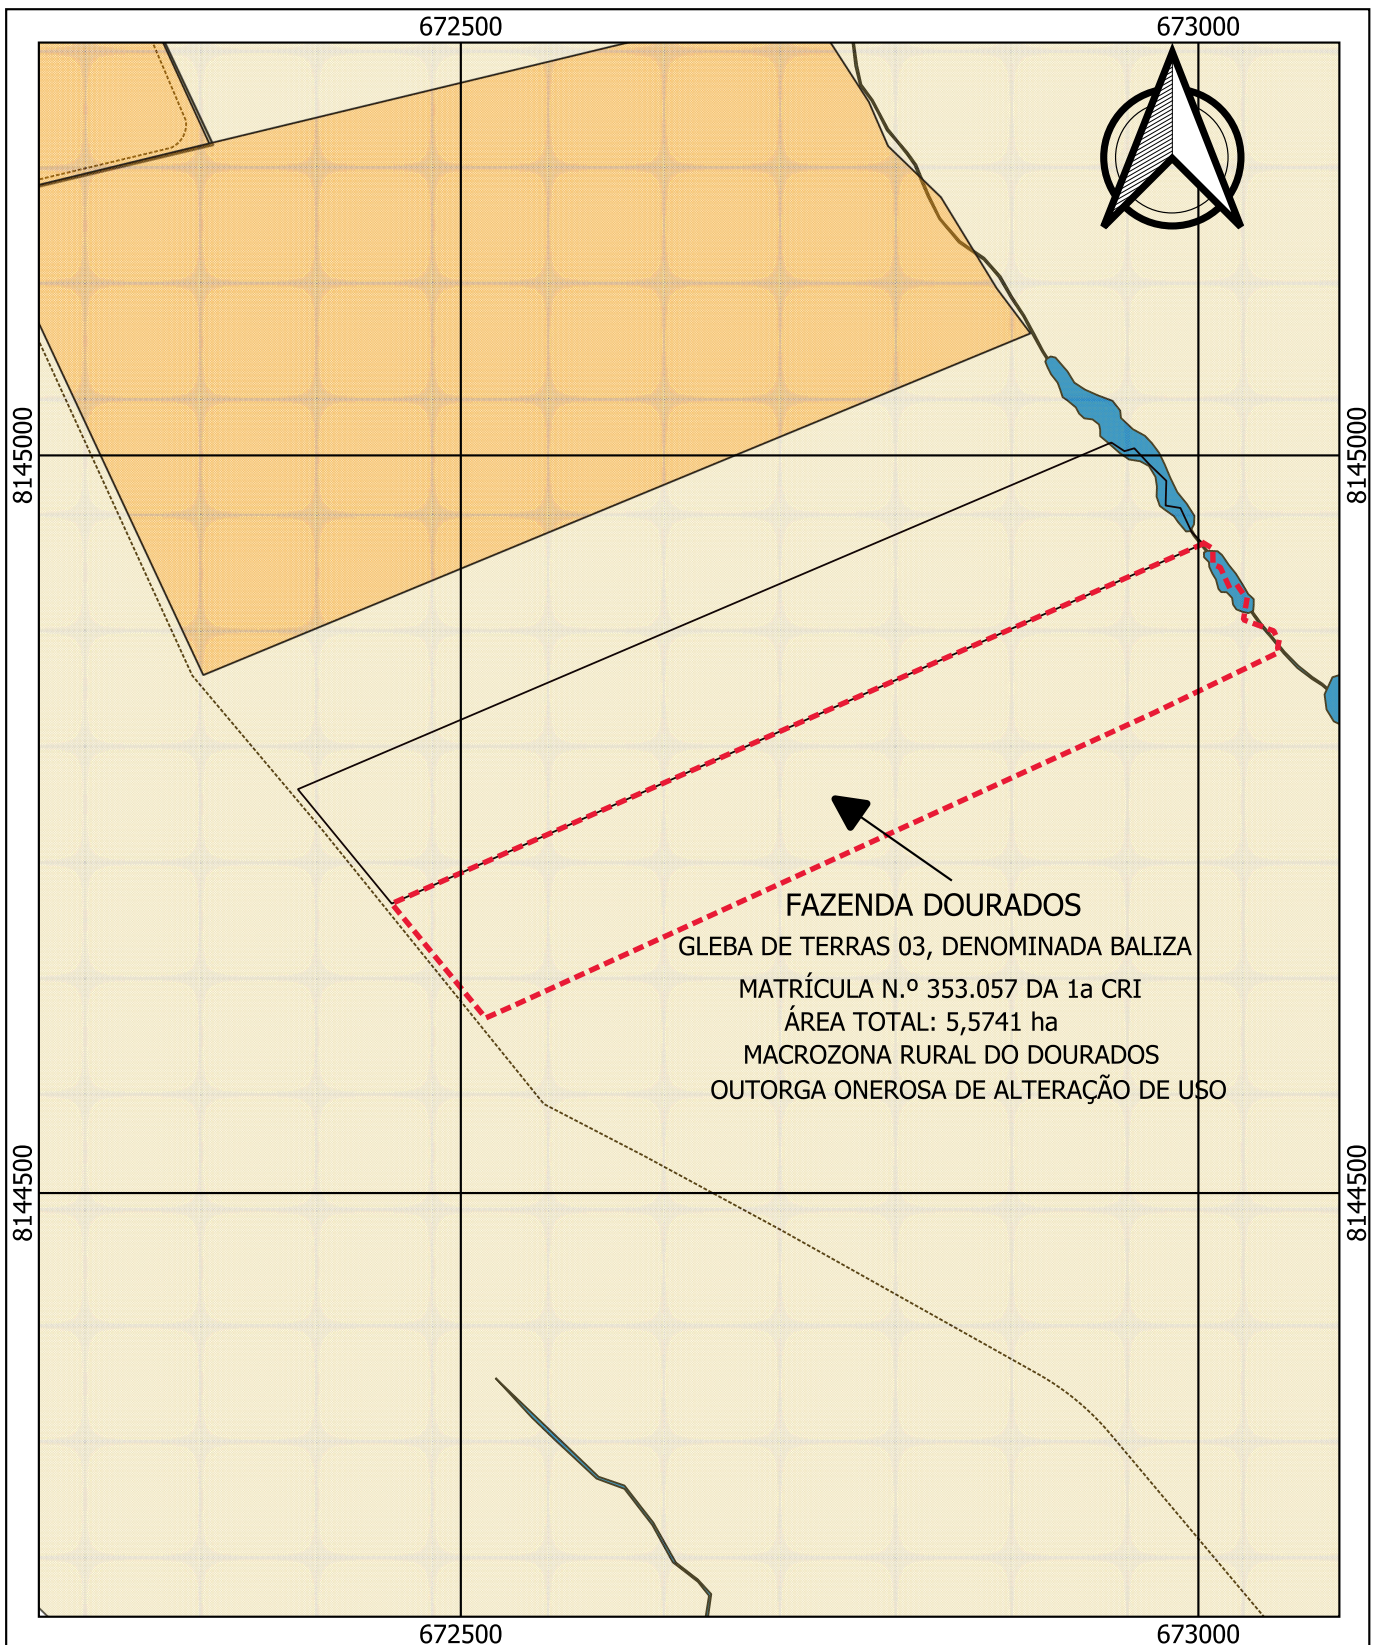 672500
673000
8145000
8145000
FAZENDA DOURADOS
GLEBA DE TERRAS 03, DENOMINADA BALIZA
MATRÍCULA N.º 353.057 DA 1a CRI
ÁREA TOTAL: 5,5741 ha
MACROZONA RURAL DO DOURADOS
OUTORGA ONEROSA DE ALTERAÇÃO DE USO
8144500
8144500
672500
673000